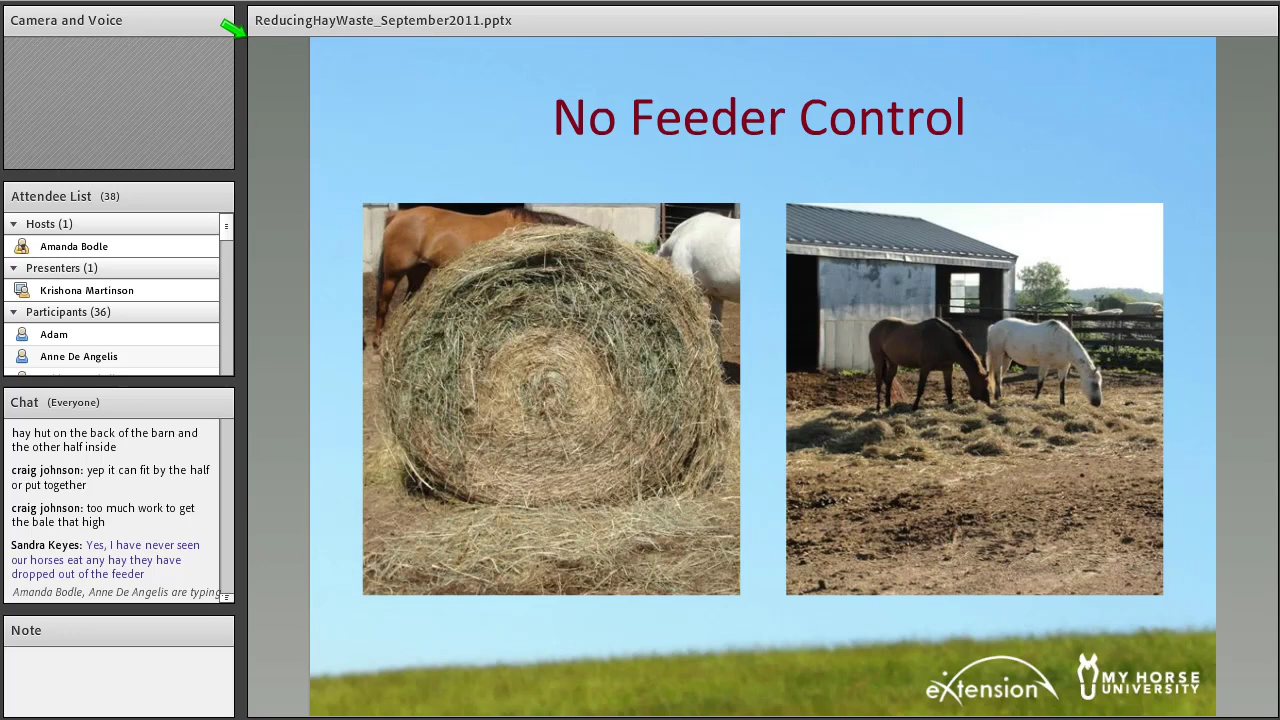 Camera and Voice
ReducingHayWaste_September2011.pptx
Attendee List (38)
Hosts (1)
Amanda Bodle
Presenters (1)
Krishona Martinson
Participants (36)
Adam
Anne De Angelis
Chat (Everyone)
hay hut on the back of the barn and
the other half inside
craig johnson: yep it can fit by the half
or put together
craig johnson: too much work to get
the bale that high
Sandra Keyes: Yes, I have never seen
our horses eat any hay they have
dropped out of the feeder
Amanda Bodle, Anne De Angelis are typing
Note
No Feeder Control
eXtension
MY HORSE
UNIVERSITY